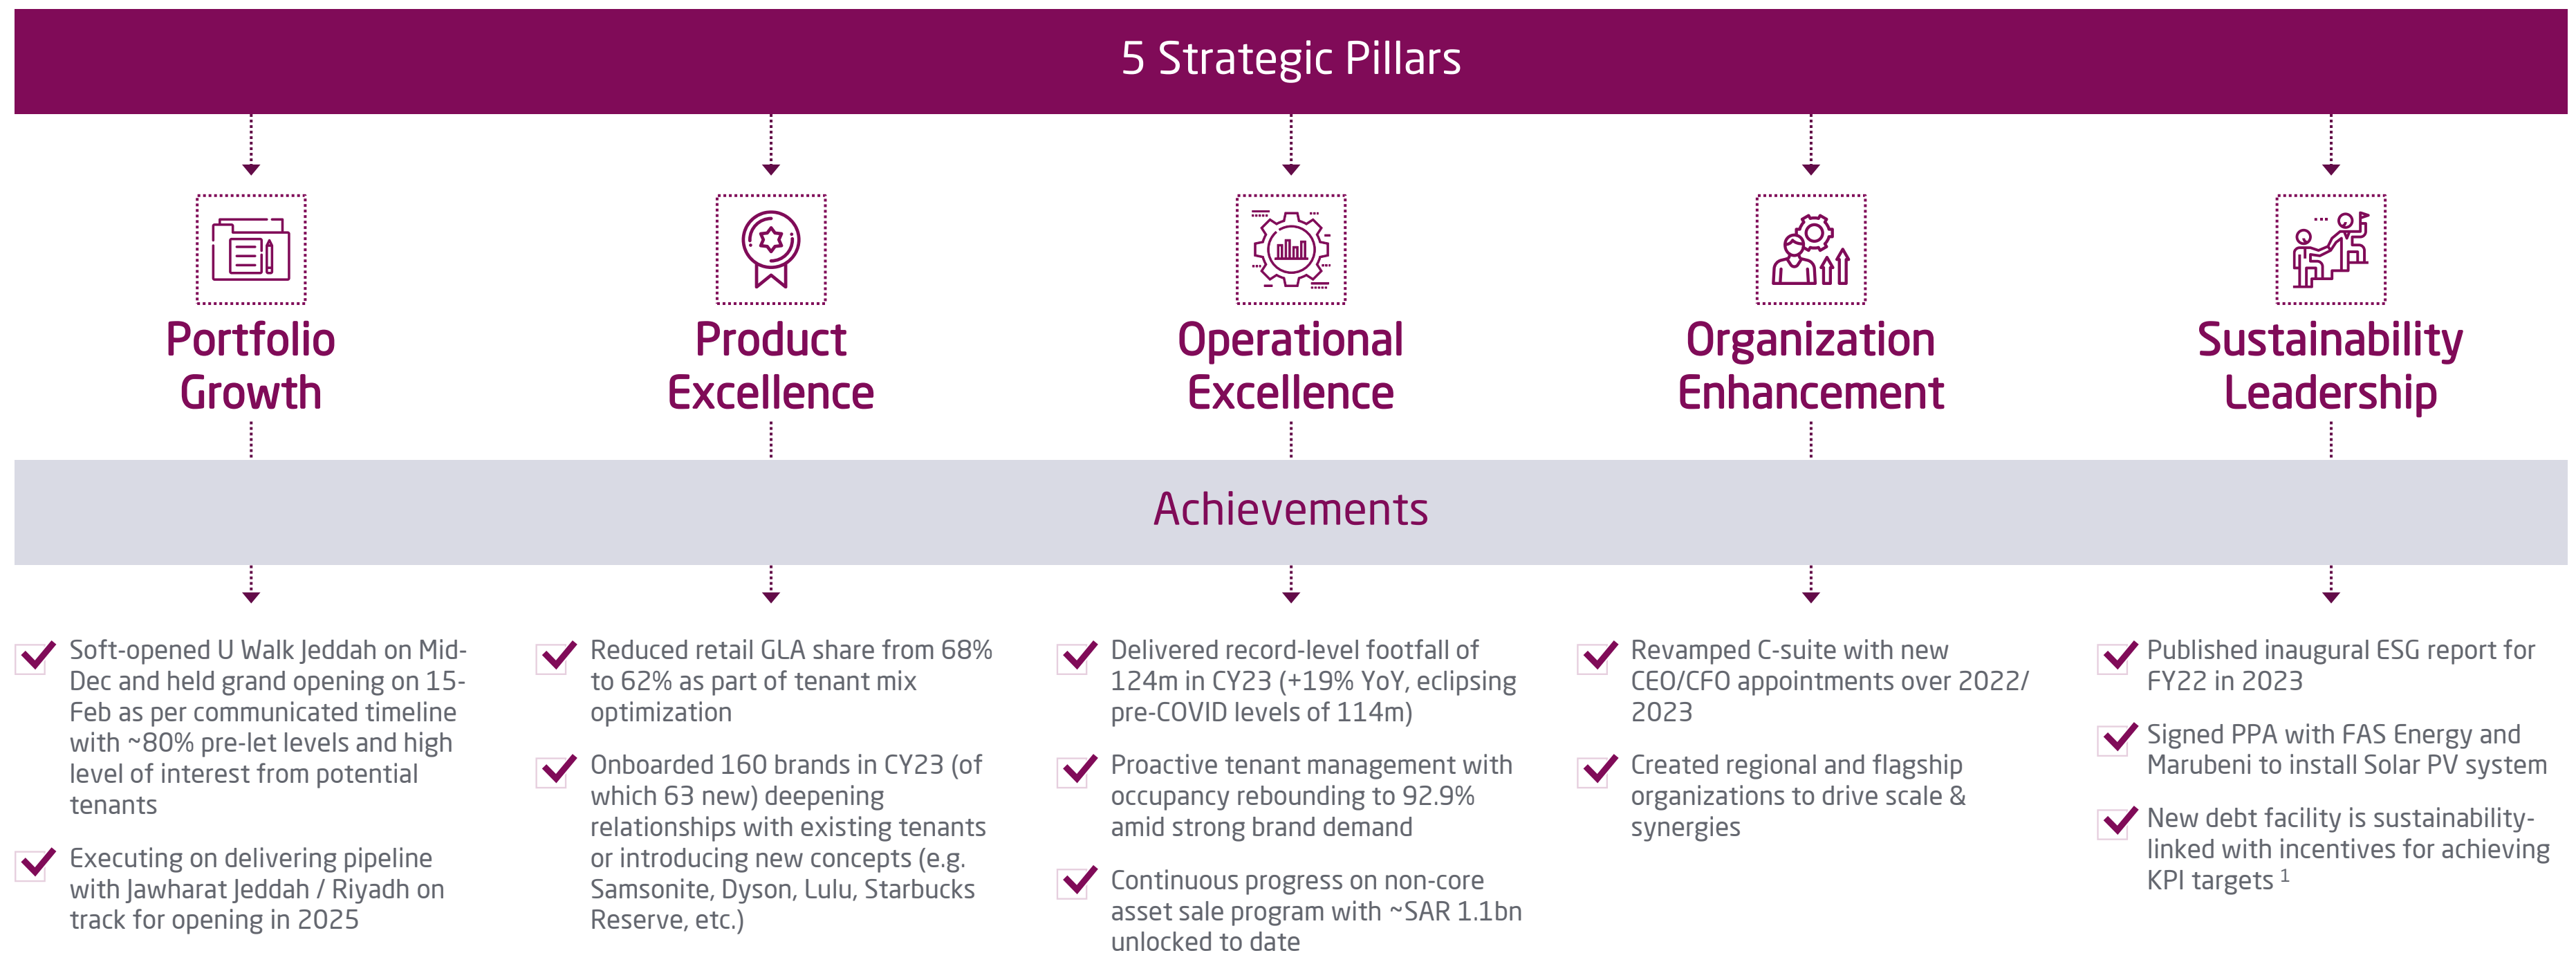 5 Strategic Pillars
Portfolio
Growth
Product
Excellence
Operational
Excellence
Organization
Enhancement
Sustainability
Leadership
Achievements
Soft-opened U Walk Jeddah on Mid-
Dec and held grand opening on 15-
Feb as per communicated timeline
with ~80% pre-let levels and high
level of interest from potential
tenants
Executing on delivering pipeline
with Jawharat Jeddah / Riyadh on
track for opening in 2025
Reduced retail GLA share from 68%
to 62% as part of tenant mix
optimization
Onboarded 160 brands in CY23 (of
which 63 new) deepening
relationships with existing tenants
or introducing new concepts (e.g.
Samsonite, Dyson, Lulu, Starbucks
Reserve, etc.)
Delivered record-level footfall of
124m in CY23 (+19% YoY, eclipsing
pre-COVID levels of 114m)
Proactive tenant management with
occupancy rebounding to 92.9%
amid strong brand demand
Continuous progress on non-core
asset sale program with ~SAR 1.1bn
unlocked to date
Revamped C-suite with new
CEO/CFO appointments over 2022/
2023
Created regional and flagship
organizations to drive scale &
synergies
Published inaugural ESG report for
FY22 in 2023
Signed PPA with FAS Energy and
Marubeni to install Solar PV system
New debt facility is sustainability-
linked with incentives for achieving
KPI targets 1